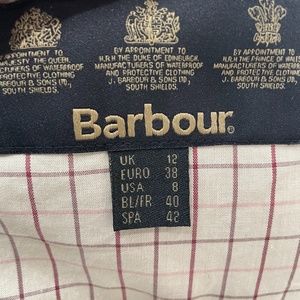 BY APPOINTMENT TO
MAJESTY THE QUEEN,
MANUFACTURERS OF WATERPROOF
AND PROTECTIVE CLOTHING
BARBOUR & SONS LTD.,
SOUTH SHIELDS.
BY APPOINTMENT TO
H.R.H THE DUKE OF EDINBURGH
MANUFACTURERS OF WATERPROOF
AND PROTECTIVE CLOTHING
J. BARBOUR & SONS LTD,
SOUTH SHIELDS.
BY APPOINTMENT TO
H.R.H THE PRINCE OF WALES
MANUFACTURERS OF WATERPROOF
AND PROTECTIVE CLOTHING
J. BARBOUR & SONS LTD
SOUTH SHIELDS.
Barbour®
UK 12
EURO 38
USA 8
BL/FR 40
SPA 42